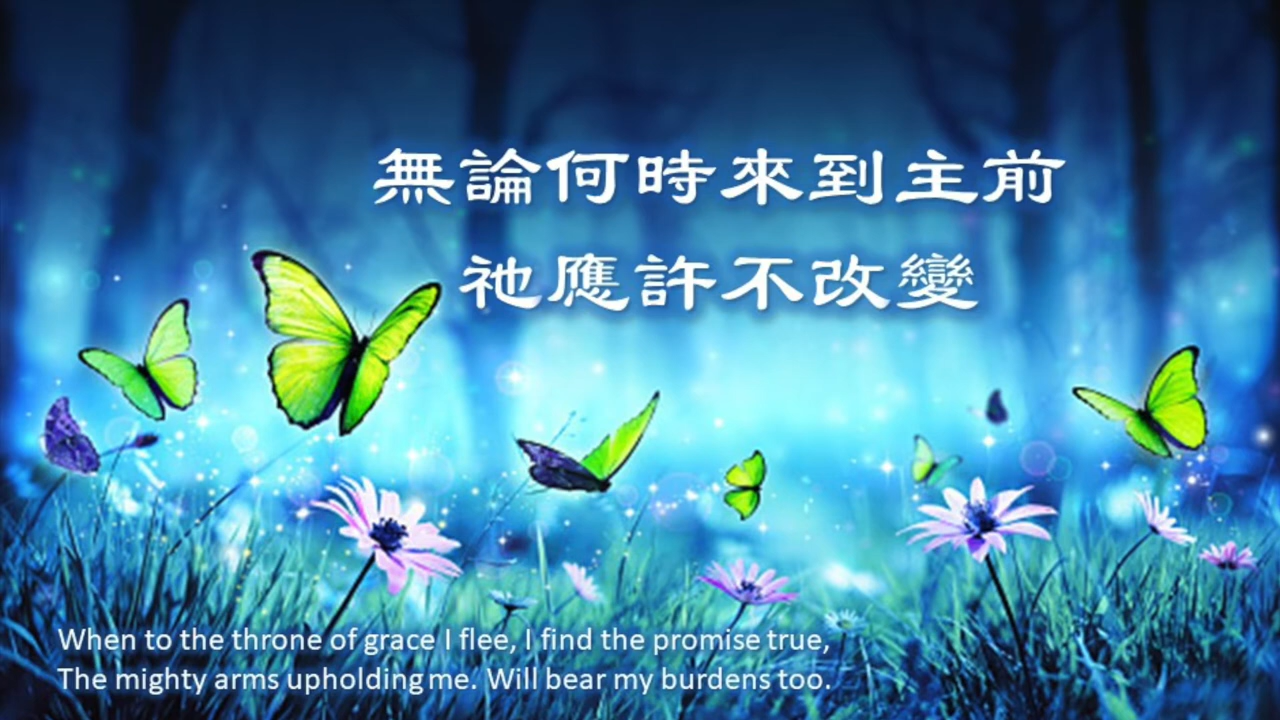 無論何時來到主前
祂應許不改變
When to the throne of grace I flee, I find the promise true,
The mighty arms upholding me. Will bear my burdens too.